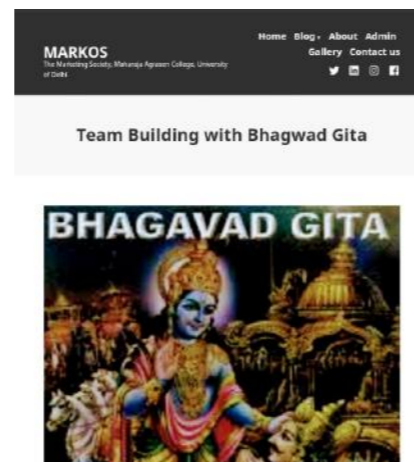 Home Blog About Admin
Gallery Contact us
MARKOS
The Marketing Society, Maharaja Agrasen College, University
of Delhi
Team Building with Bhagwad Gita
BHAGAVAD GITA